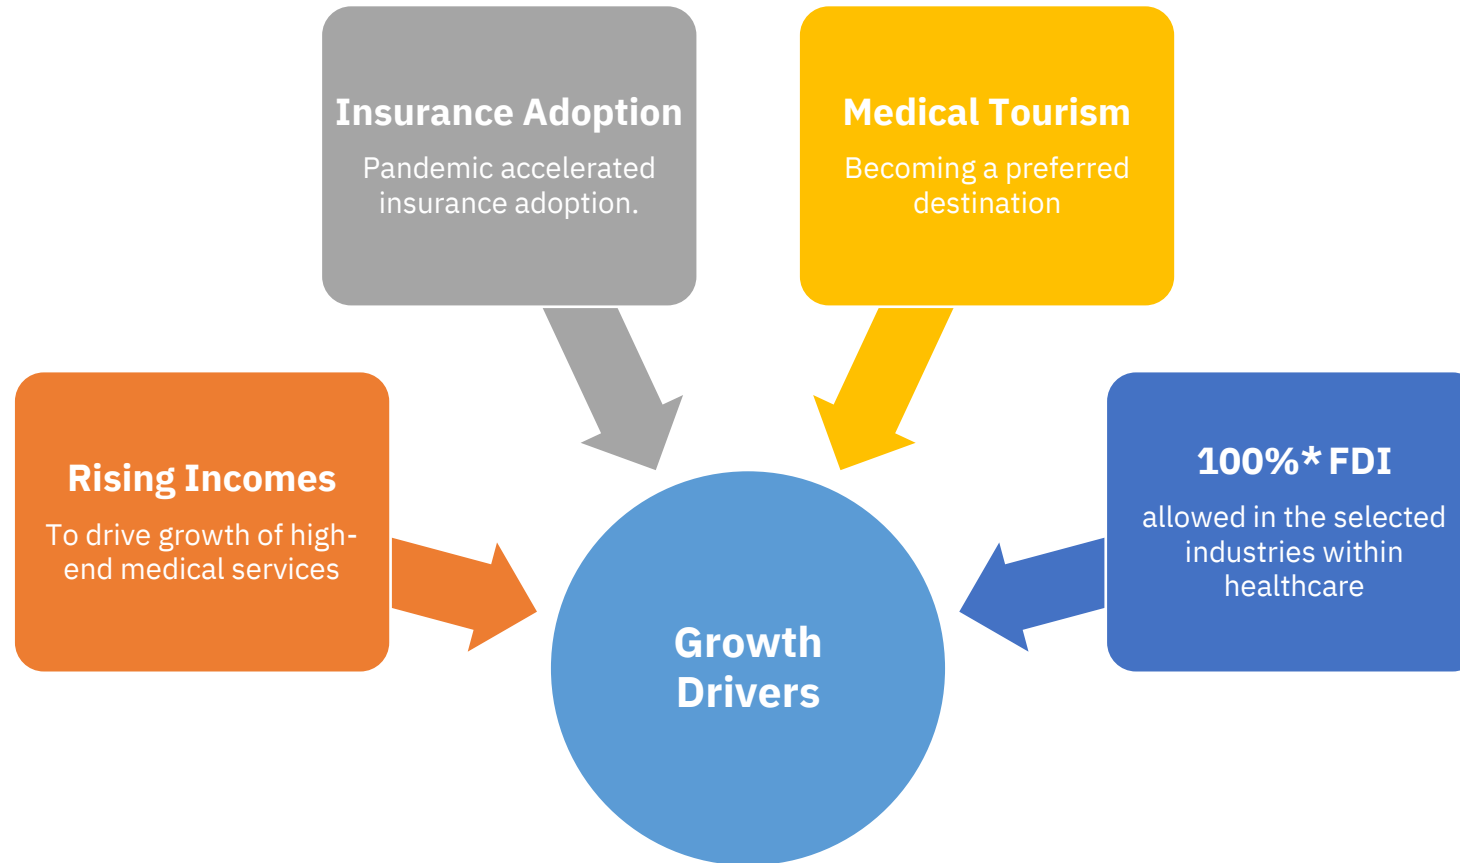 Insurance Adoption
Pandemic accelerated
insurance adoption.
Medical Tourism
Becoming a preferred
destination
Rising Incomes
To drive growth of high-
end medical services
100%* FDI
allowed in the selected
industries within
healthcare
Growth
Drivers